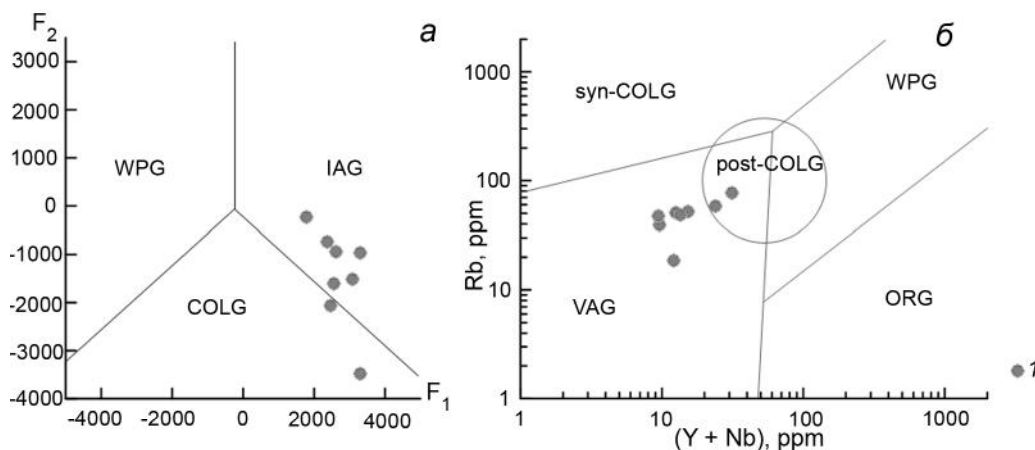 F2
а
3000
2000
1000
0
-1000
-2000
-3000
-4000
WPG
IAG
COLG
-4000
-2000
0
2000
4000
F1
б
1000
100
10
1
Rb, ppm
syn-COLG
WPG
post-COLG
VAG
ORG
1
1
10
100
1000
(Y + Nb), ppm